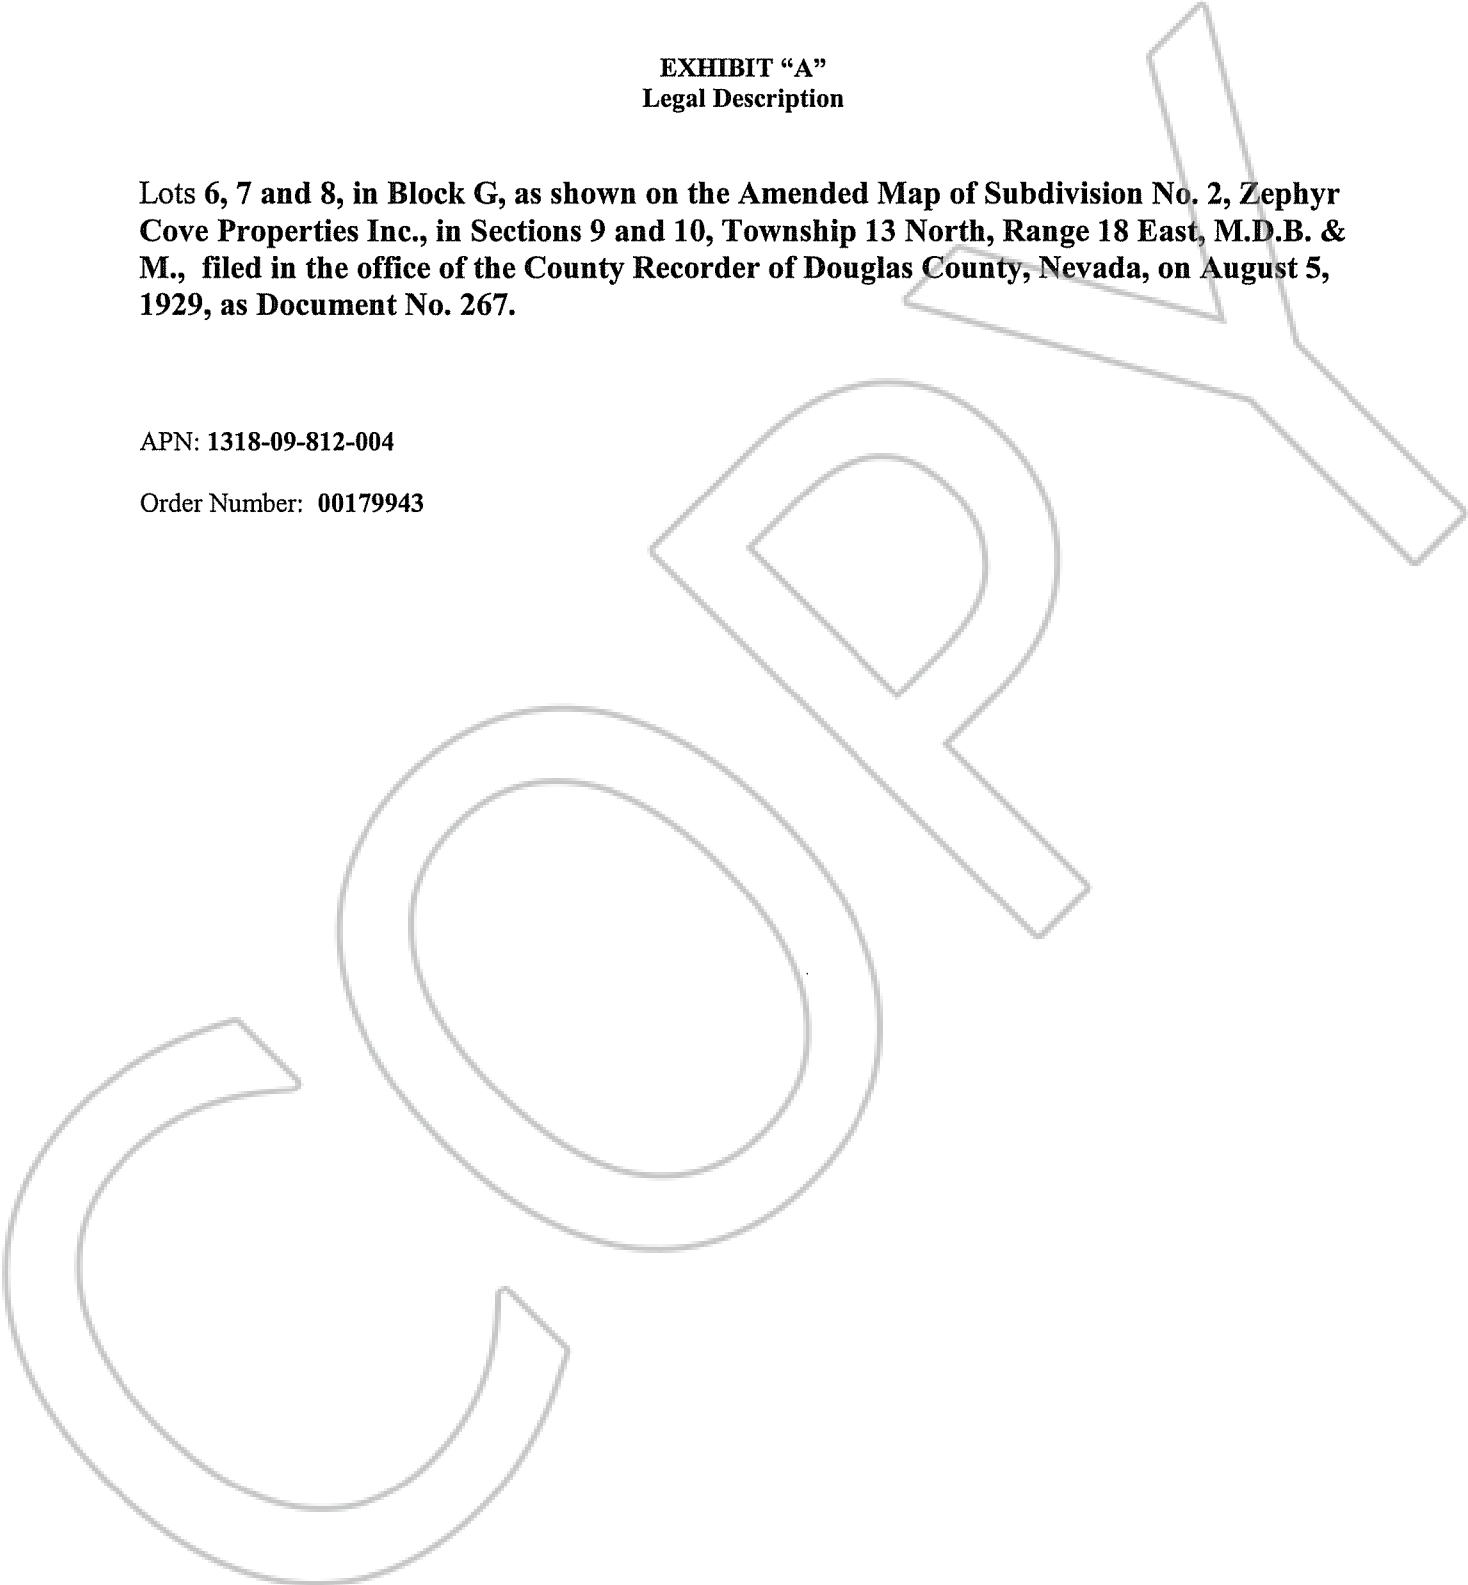 EXHIBIT “A”
Legal Description
Lots 6, 7 and 8, in Block G, as shown on the Amended Map of Subdivision No. 2, Zephyr
Cove Properties Inc., in Sections 9 and 10, Township 13 North, Range 18 East, M.D.B. &
M.,  filed in the office of the County Recorder of Douglas County, Nevada, on August 5,
1929, as Document No. 267.
APN: 1318-09-812-004
Order Number:  00179943
COPY